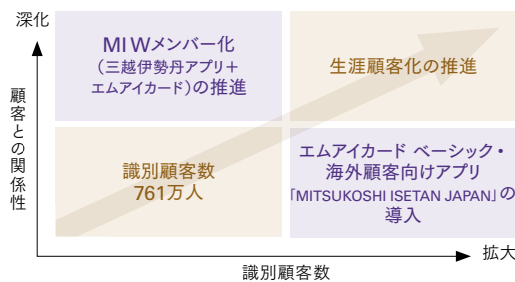 深化
顧客との関係性
MIWメンバー化
（三越伊勢丹アプリ＋
エムアイカード）の推進
生涯顧客化の推進
識別顧客数
761万人
エムアイカード ベーシック・
海外顧客向けアプリ
「MITSUKOSHI ISETAN JAPAN」の
導入
拡大
識別顧客数